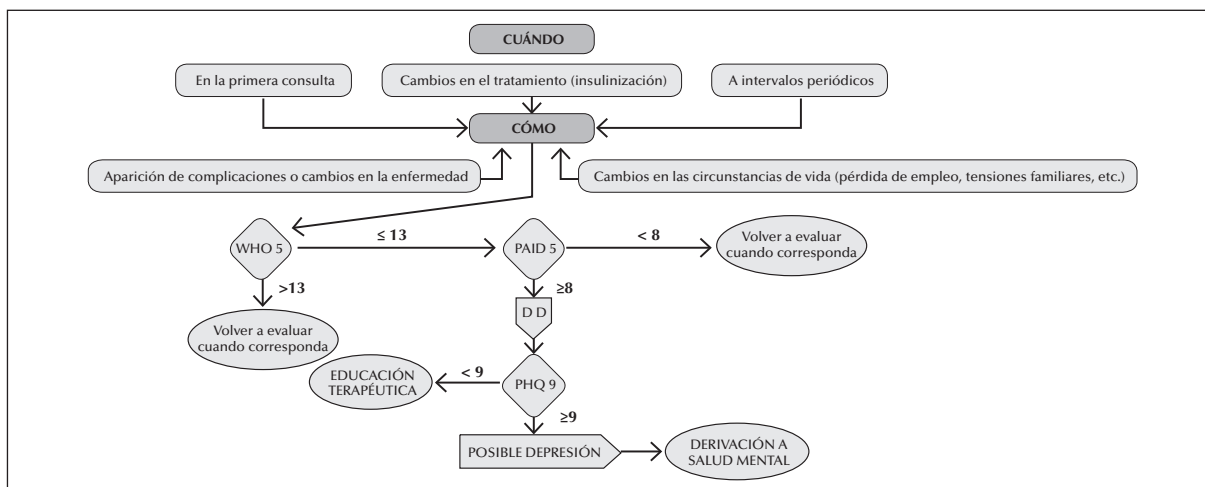 CUÁNDO
En la primera consulta
Cambios en el tratamiento (insulinización)
A intervalos periódicos
CÓMO
Aparición de complicaciones o cambios en la enfermedad
Cambios en las circunstancias de vida (pérdida de empleo, tensiones familiares, etc.)
WHO 5
≤ 13
PAID 5
< 8
Volver a evaluar
cuando corresponda
>13
≥8
Volver a evaluar
cuando corresponda
D D
EDUCACIÓN
TERAPÉUTICA
< 9
PHQ 9
≥9
POSIBLE DEPRESIÓN
DERIVACIÓN A
SALUD MENTAL